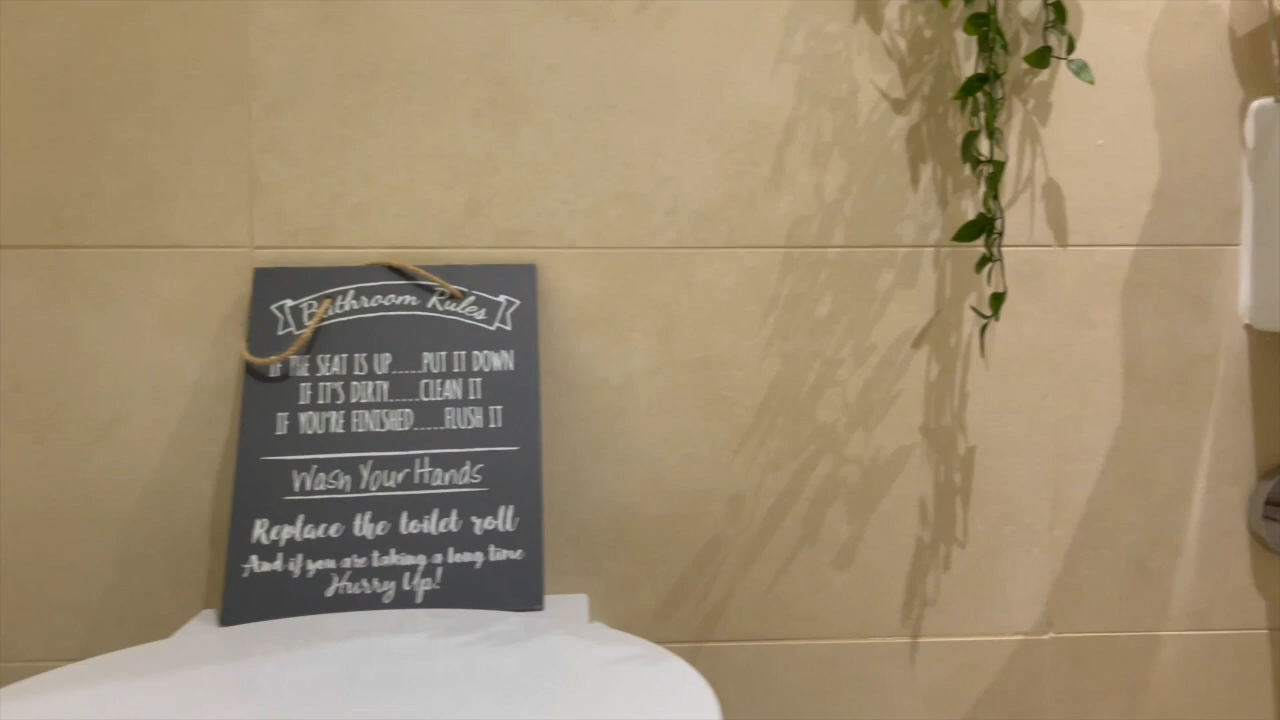 Bathroom Rules
IF THE SEAT IS UP.....PUT IT DOWN
IF IT'S DIRTY.....CLEAN IT
IF YOU'RE FINISHED.....FLUSH IT
Wash Your Hands
Replace the toilet roll
And if you are taking a long time
Hurry Up!